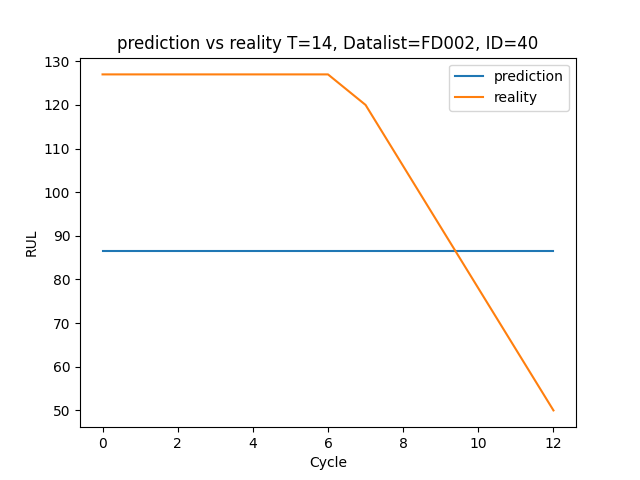 prediction vs reality T=14, Datalist=FD002, ID=40
prediction
reality
130
120
110
100
90
80
70
60
50
RUL
0 2 4 6 8 10 12
Cycle